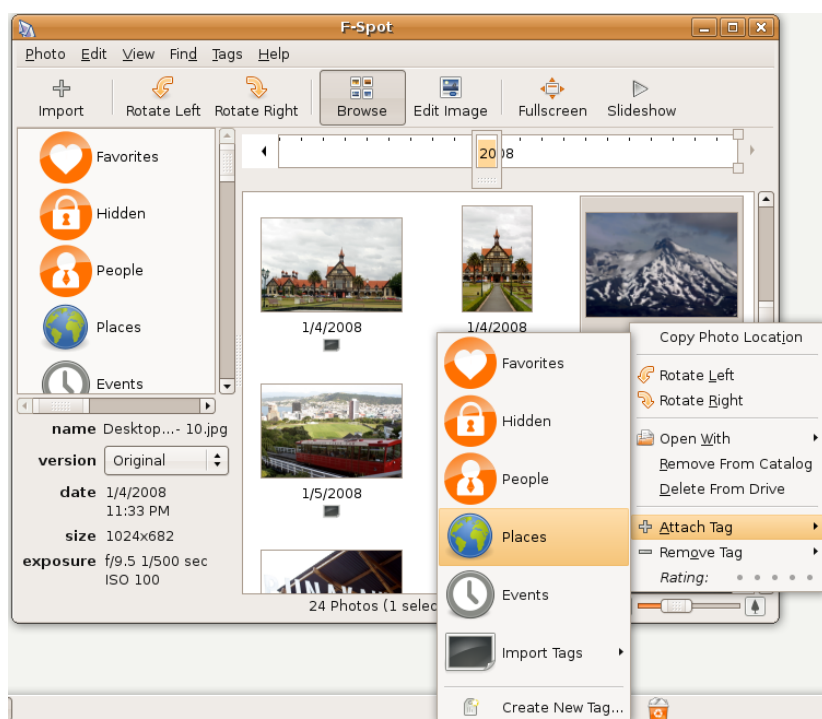 F-Spot
Photo Edit View Find Tags Help
Import Rotate Left Rotate Right Browse Edit Image Fullscreen Slideshow
Favorites
Hidden
People
Places
Events
2008
1/4/2008
1/4/2008
1/5/2008
name Desktop...- 10.jpg
version Original
date 1/4/2008
11:33 PM
size 1024x682
exposure f/9.5 1/500 sec
ISO 100
24 Photos (1 selec
Copy Photo Location
Rotate Left
Rotate Right
Open With
Remove From Catalog
Delete From Drive
Attach Tag
Remove Tag
Rating:
Favorites
Hidden
People
Places
Events
Import Tags
Create New Tag...